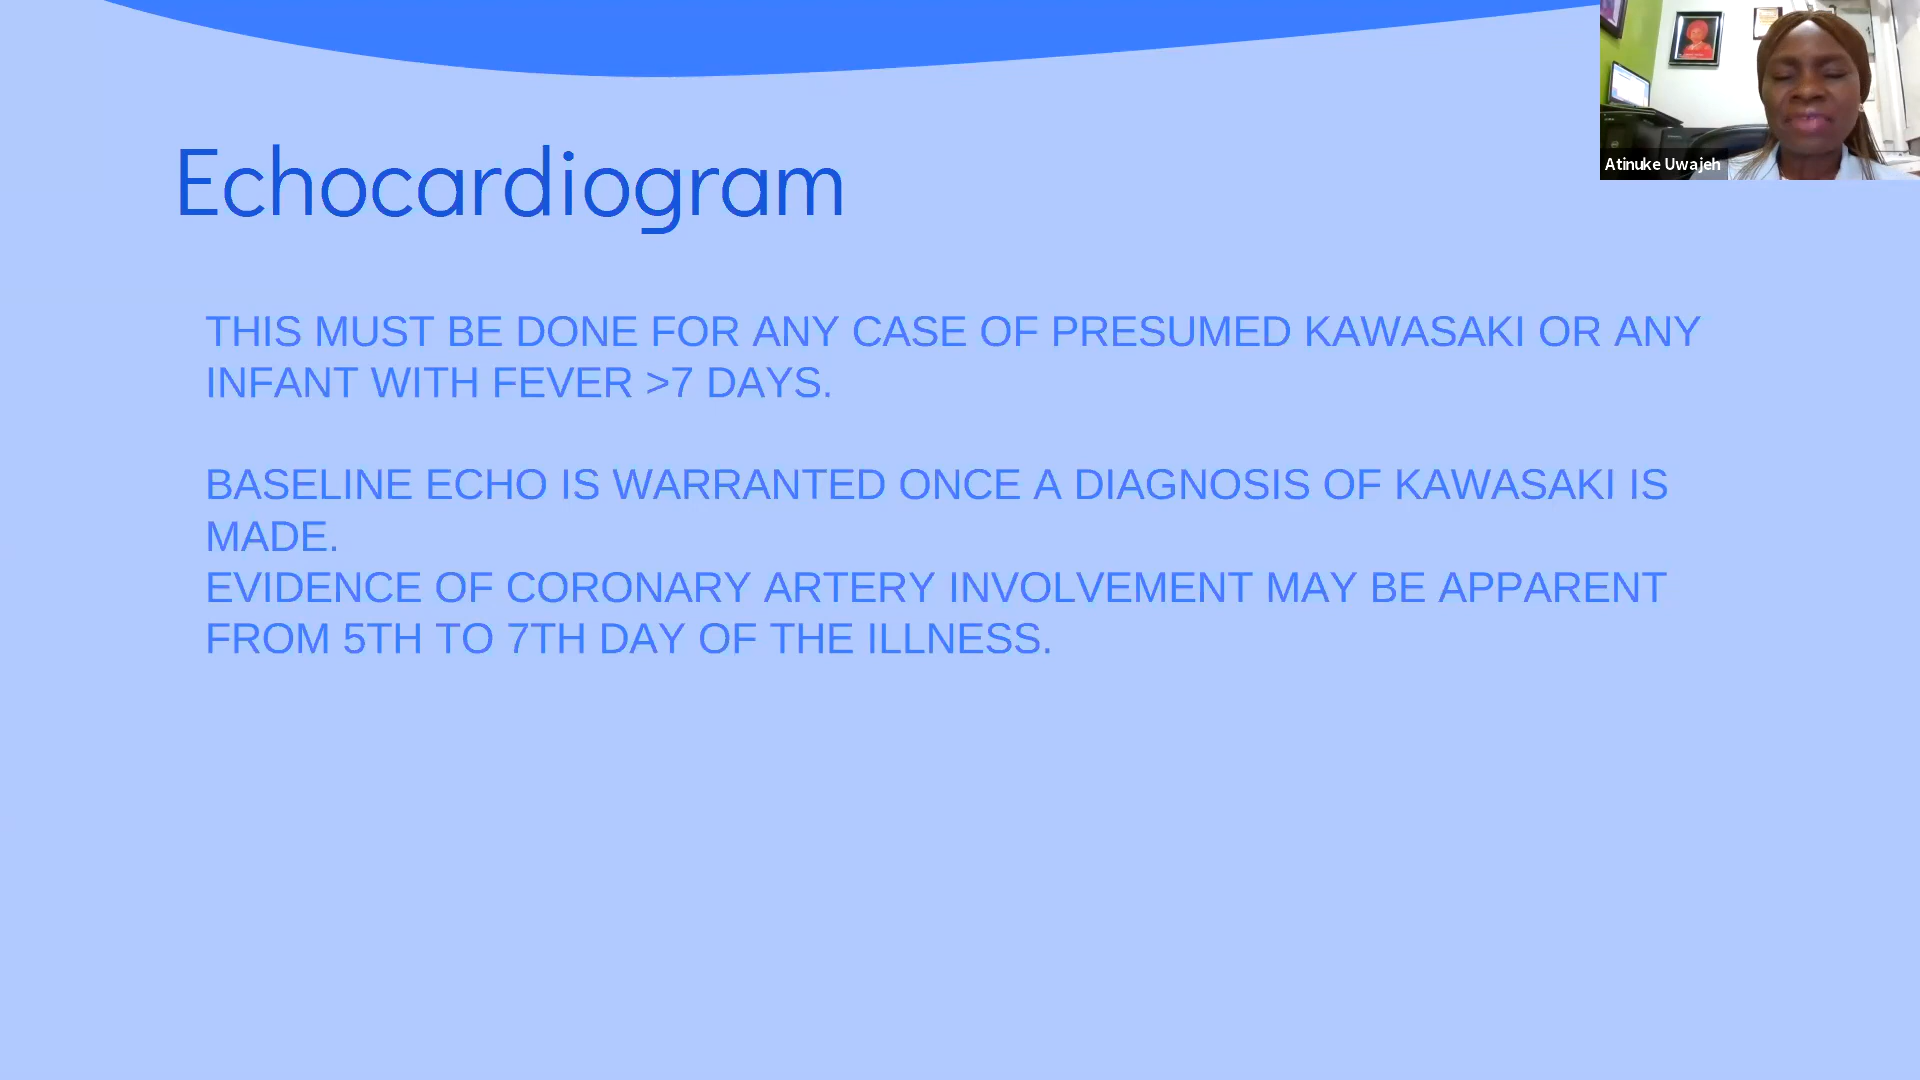 Echocardiogram
THIS MUST BE DONE FOR ANY CASE OF PRESUMED KAWASAKI OR ANY
INFANT WITH FEVER >7 DAYS.
BASELINE ECHO IS WARRANTED ONCE A DIAGNOSIS OF KAWASAKI IS
MADE.
EVIDENCE OF CORONARY ARTERY INVOLVEMENT MAY BE APPARENT
FROM 5TH TO 7TH DAY OF THE ILLNESS.
Atinuke Uwajeh